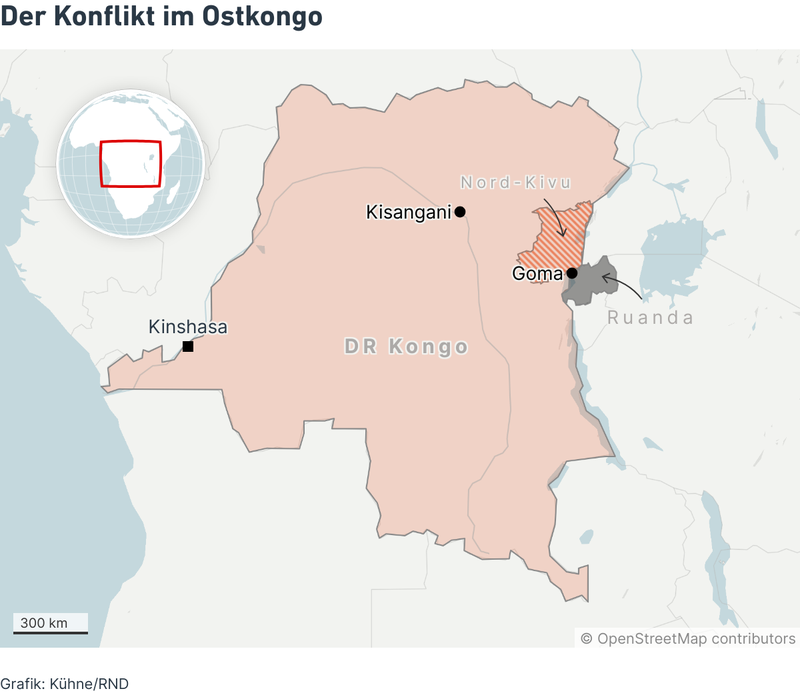 Der Konflikt im Ostkongo
Nord-Kivu
Kisangani
Goma
Ruanda
Kinshasa
DR Kongo
300 km
© OpenStreetMap contributors
Grafik: Kühne/RND